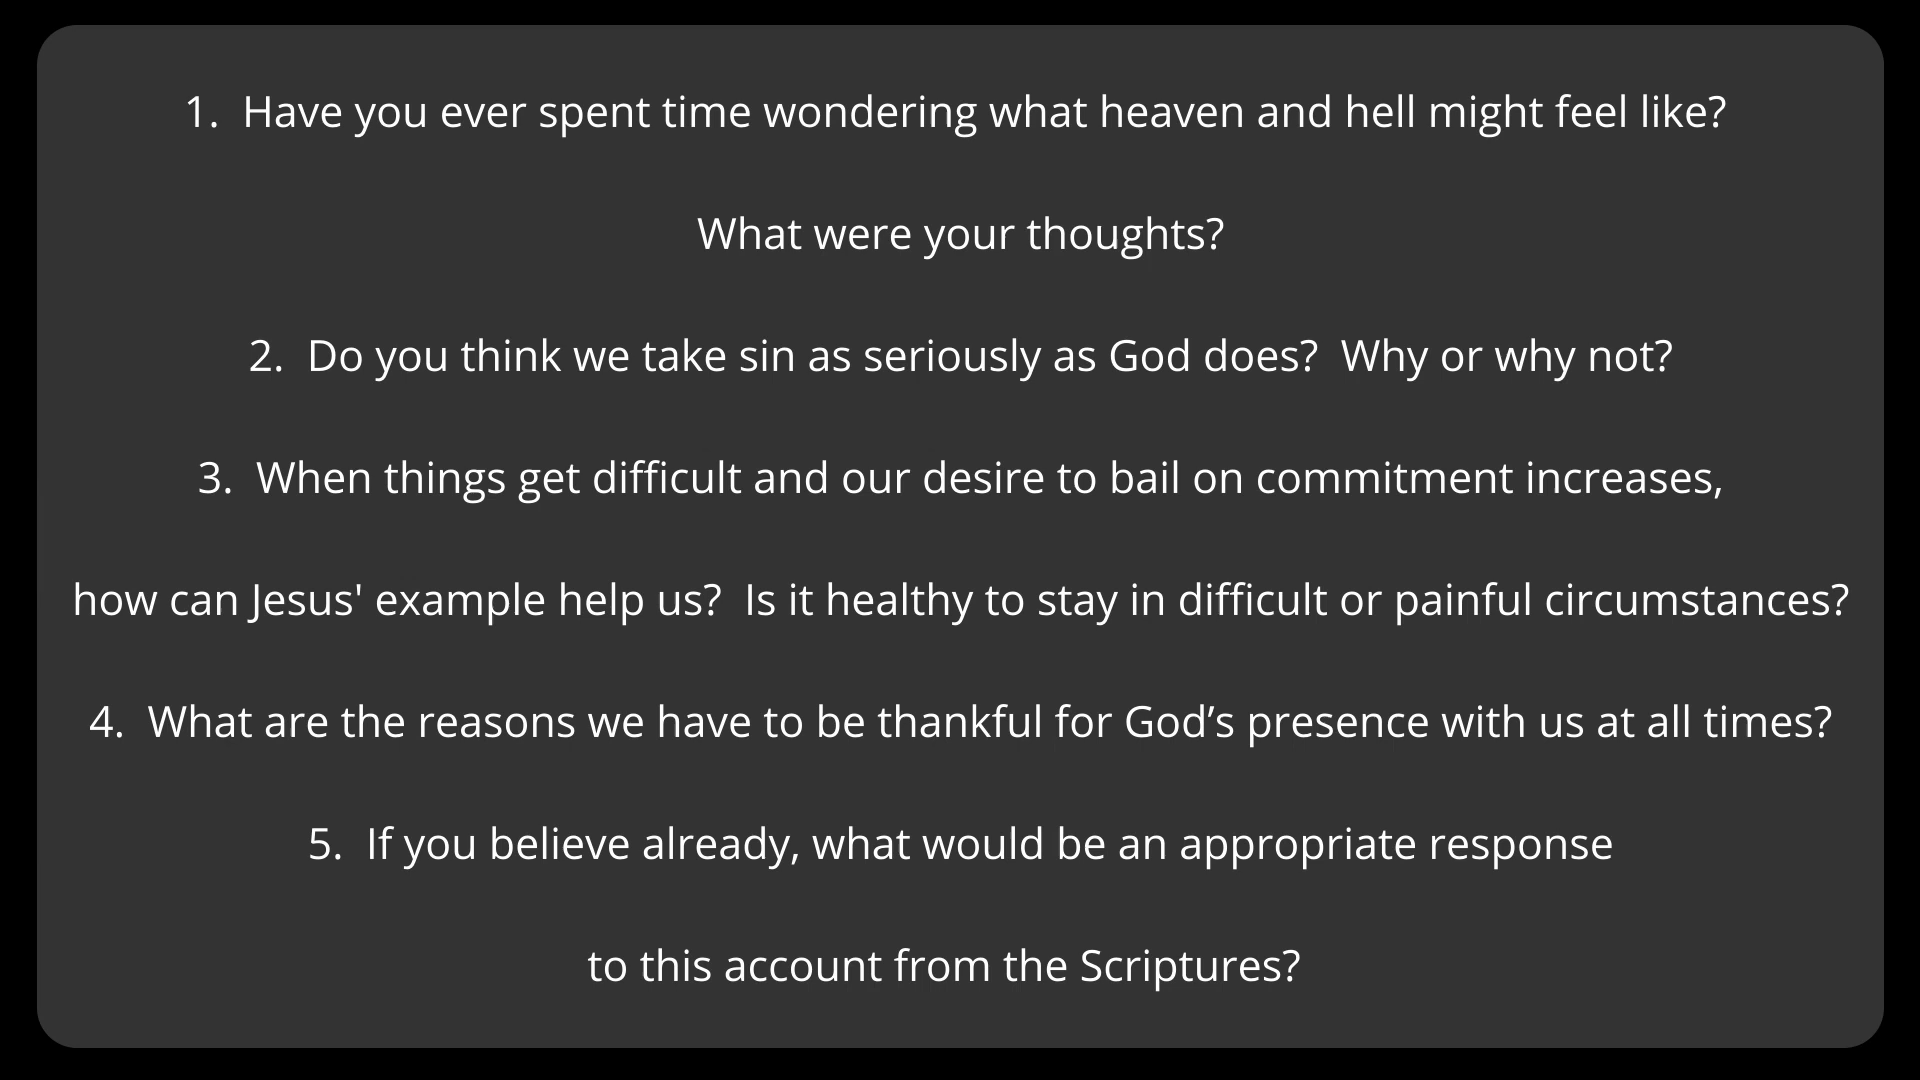 1.  Have you ever spent time wondering what heaven and hell might feel like?
What were your thoughts?
2.  Do you think we take sin as seriously as God does?  Why or why not?
3.  When things get difficult and our desire to bail on commitment increases,
how can Jesus' example help us?  Is it healthy to stay in difficult or painful circumstances?
4.  What are the reasons we have to be thankful for God’s presence with us at all times?
5.  If you believe already, what would be an appropriate response
to this account from the Scriptures?